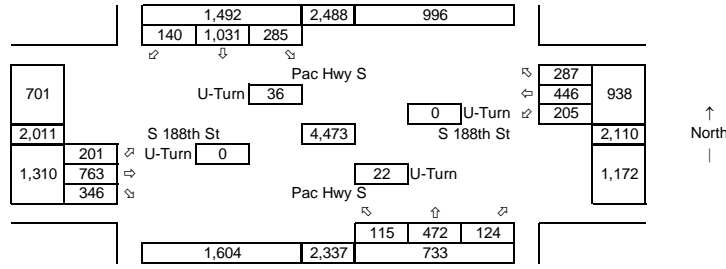 1,492 2,488 996
140 1,031 285
⬃ ⇩ ⬂
Pac Hwy S
⬁ 287
701
U-Turn 36
⇦ 446
938
0 U-Turn ⬃ 205
↑
2,011
S 188th St
4,473
S 188th St
2,110
North
201 ⬀ U-Turn 0
|
1,310
763 ⇨
22 U-Turn
1,172
346 ⬂
Pac Hwy S
⬁ ⇧ ⬀
115 472 124
1,604 2,337 733